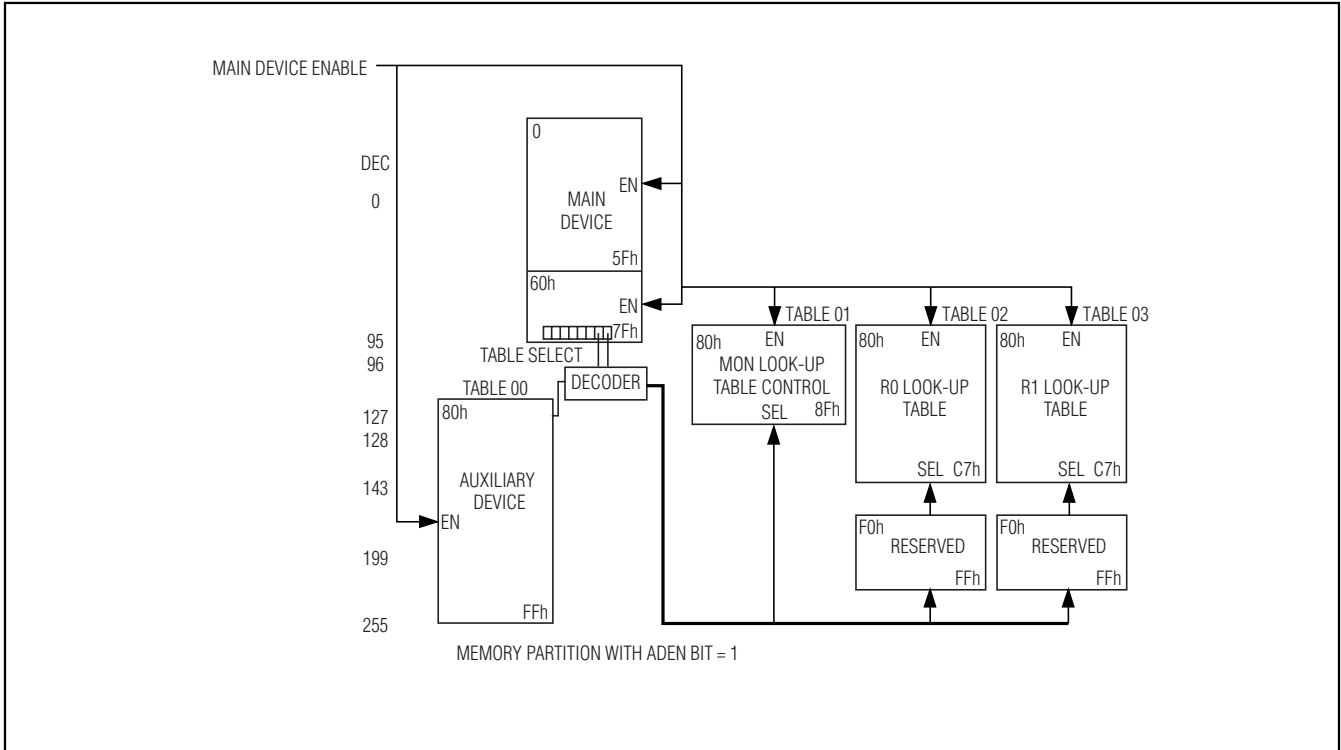 MAIN DEVICE ENABLE
DEC
0
95
96
127
128
143
199
255
0
EN
MAIN
DEVICE
5Fh
60h
EN
7Fh
TABLE SELECT
DECODER
TABLE 00
80h
AUXILIARY
DEVICE
EN
FFh
TABLE 01
80h
EN
MON LOOK-UP
TABLE CONTROL
SEL
8Fh
TABLE 02
80h
EN
R0 LOOK-UP
TABLE
SEL C7h
F0h
RESERVED
FFh
TABLE 03
80h
EN
R1 LOOK-UP
TABLE
SEL C7h
F0h
RESERVED
FFh
MEMORY PARTITION WITH ADEN BIT = 1